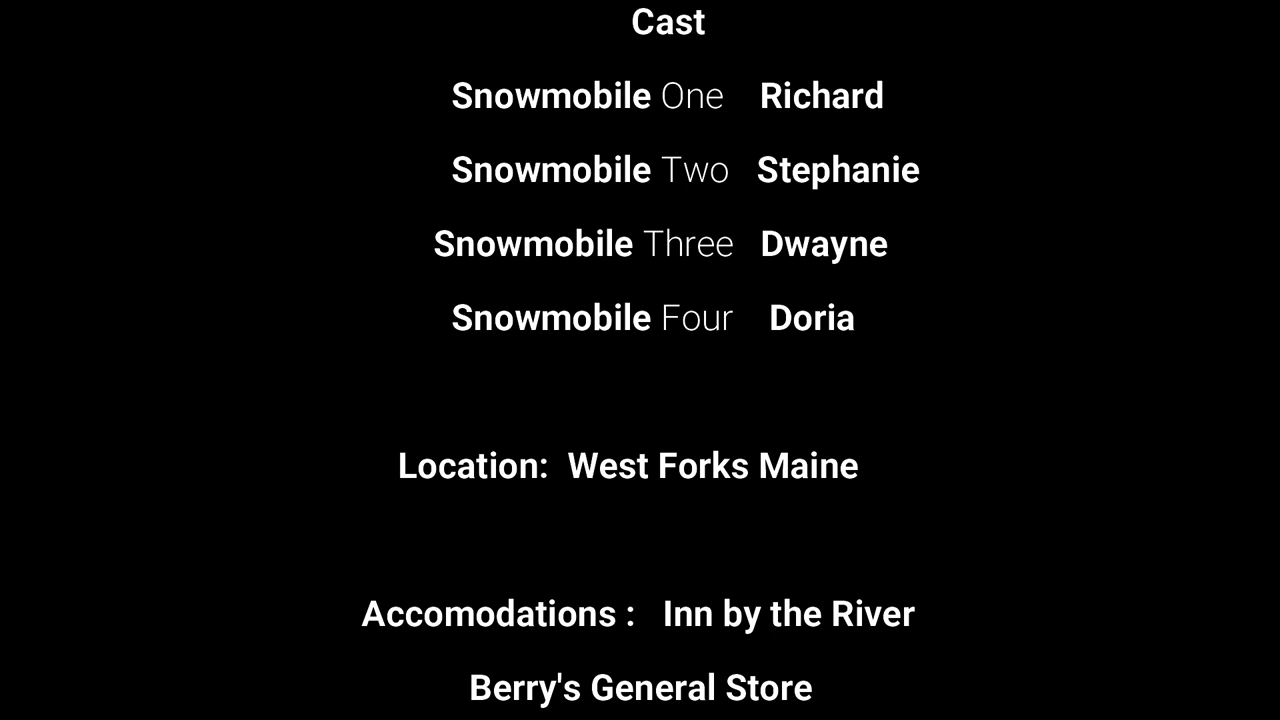 Cast
Snowmobile One Richard
Snowmobile Two Stephanie
Snowmobile Three Dwayne
Snowmobile Four Doria
Location: West Forks Maine
Accomodations : Inn by the River
Berry's General Store